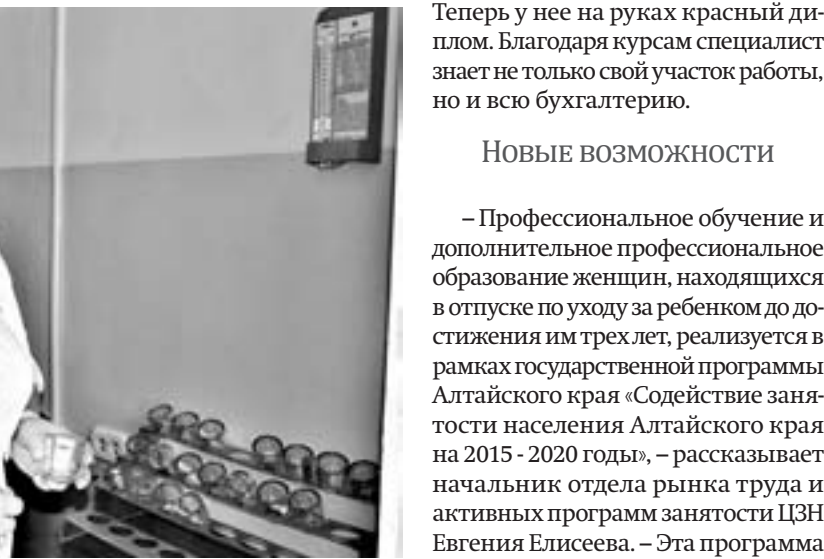 Теперь у нее на руках красный ди-
плом. Благодаря курсам специалист
знает не только свой участок работы,
но и всю бухгалтерию.
Новые возможности
– Профессиональное обучение и
дополнительное профессиональное
образование женщин, находящихся
в отпуске по уходу за ребенком до до-
стижения им трех лет, реализуется в
рамках государственной программы
Алтайского края «Содействие заня-
тости населения Алтайского края
на 2015 - 2020 годы», – рассказывает
начальник отдела рынка труда и
активных программ занятости ЦЗН
Евгения Елисеева. – Эта программа